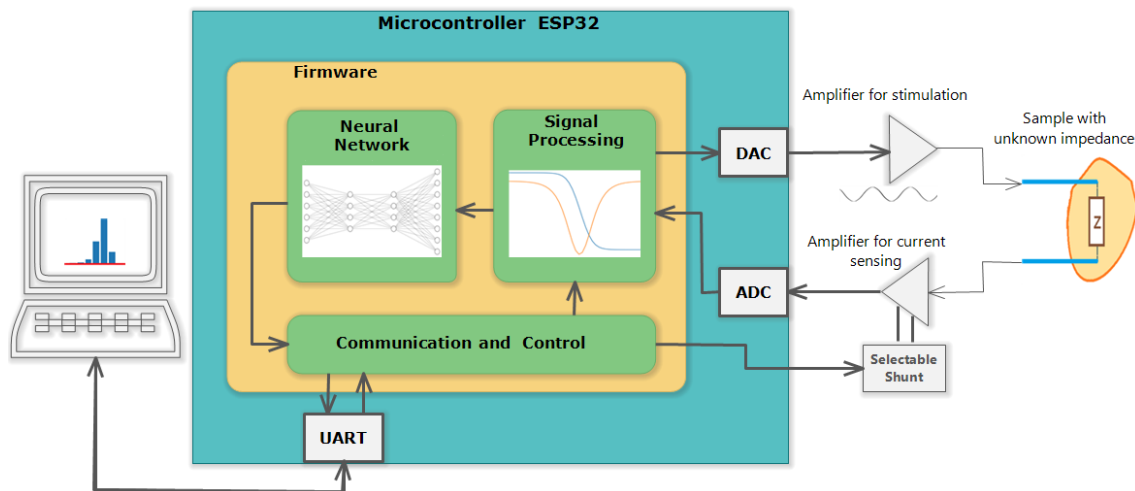 Microcontroller ESP32
Firmware
Neural
Network
Signal
Processing
Communication and Control
UART
DAC
ADC
Amplifier for stimulation
Sample with
unknown impedance
Z
Amplifier for current
sensing
Selectable
Shunt